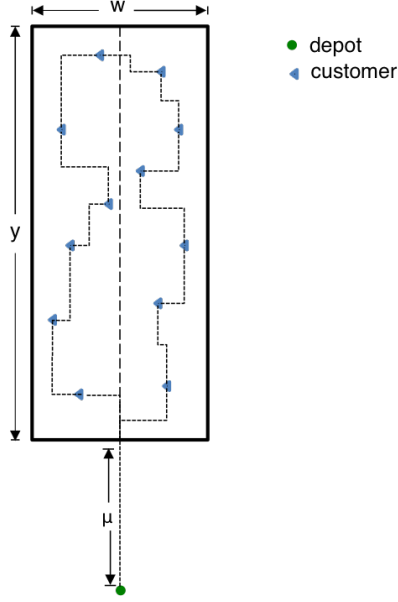 w
depot
customer
y
μ